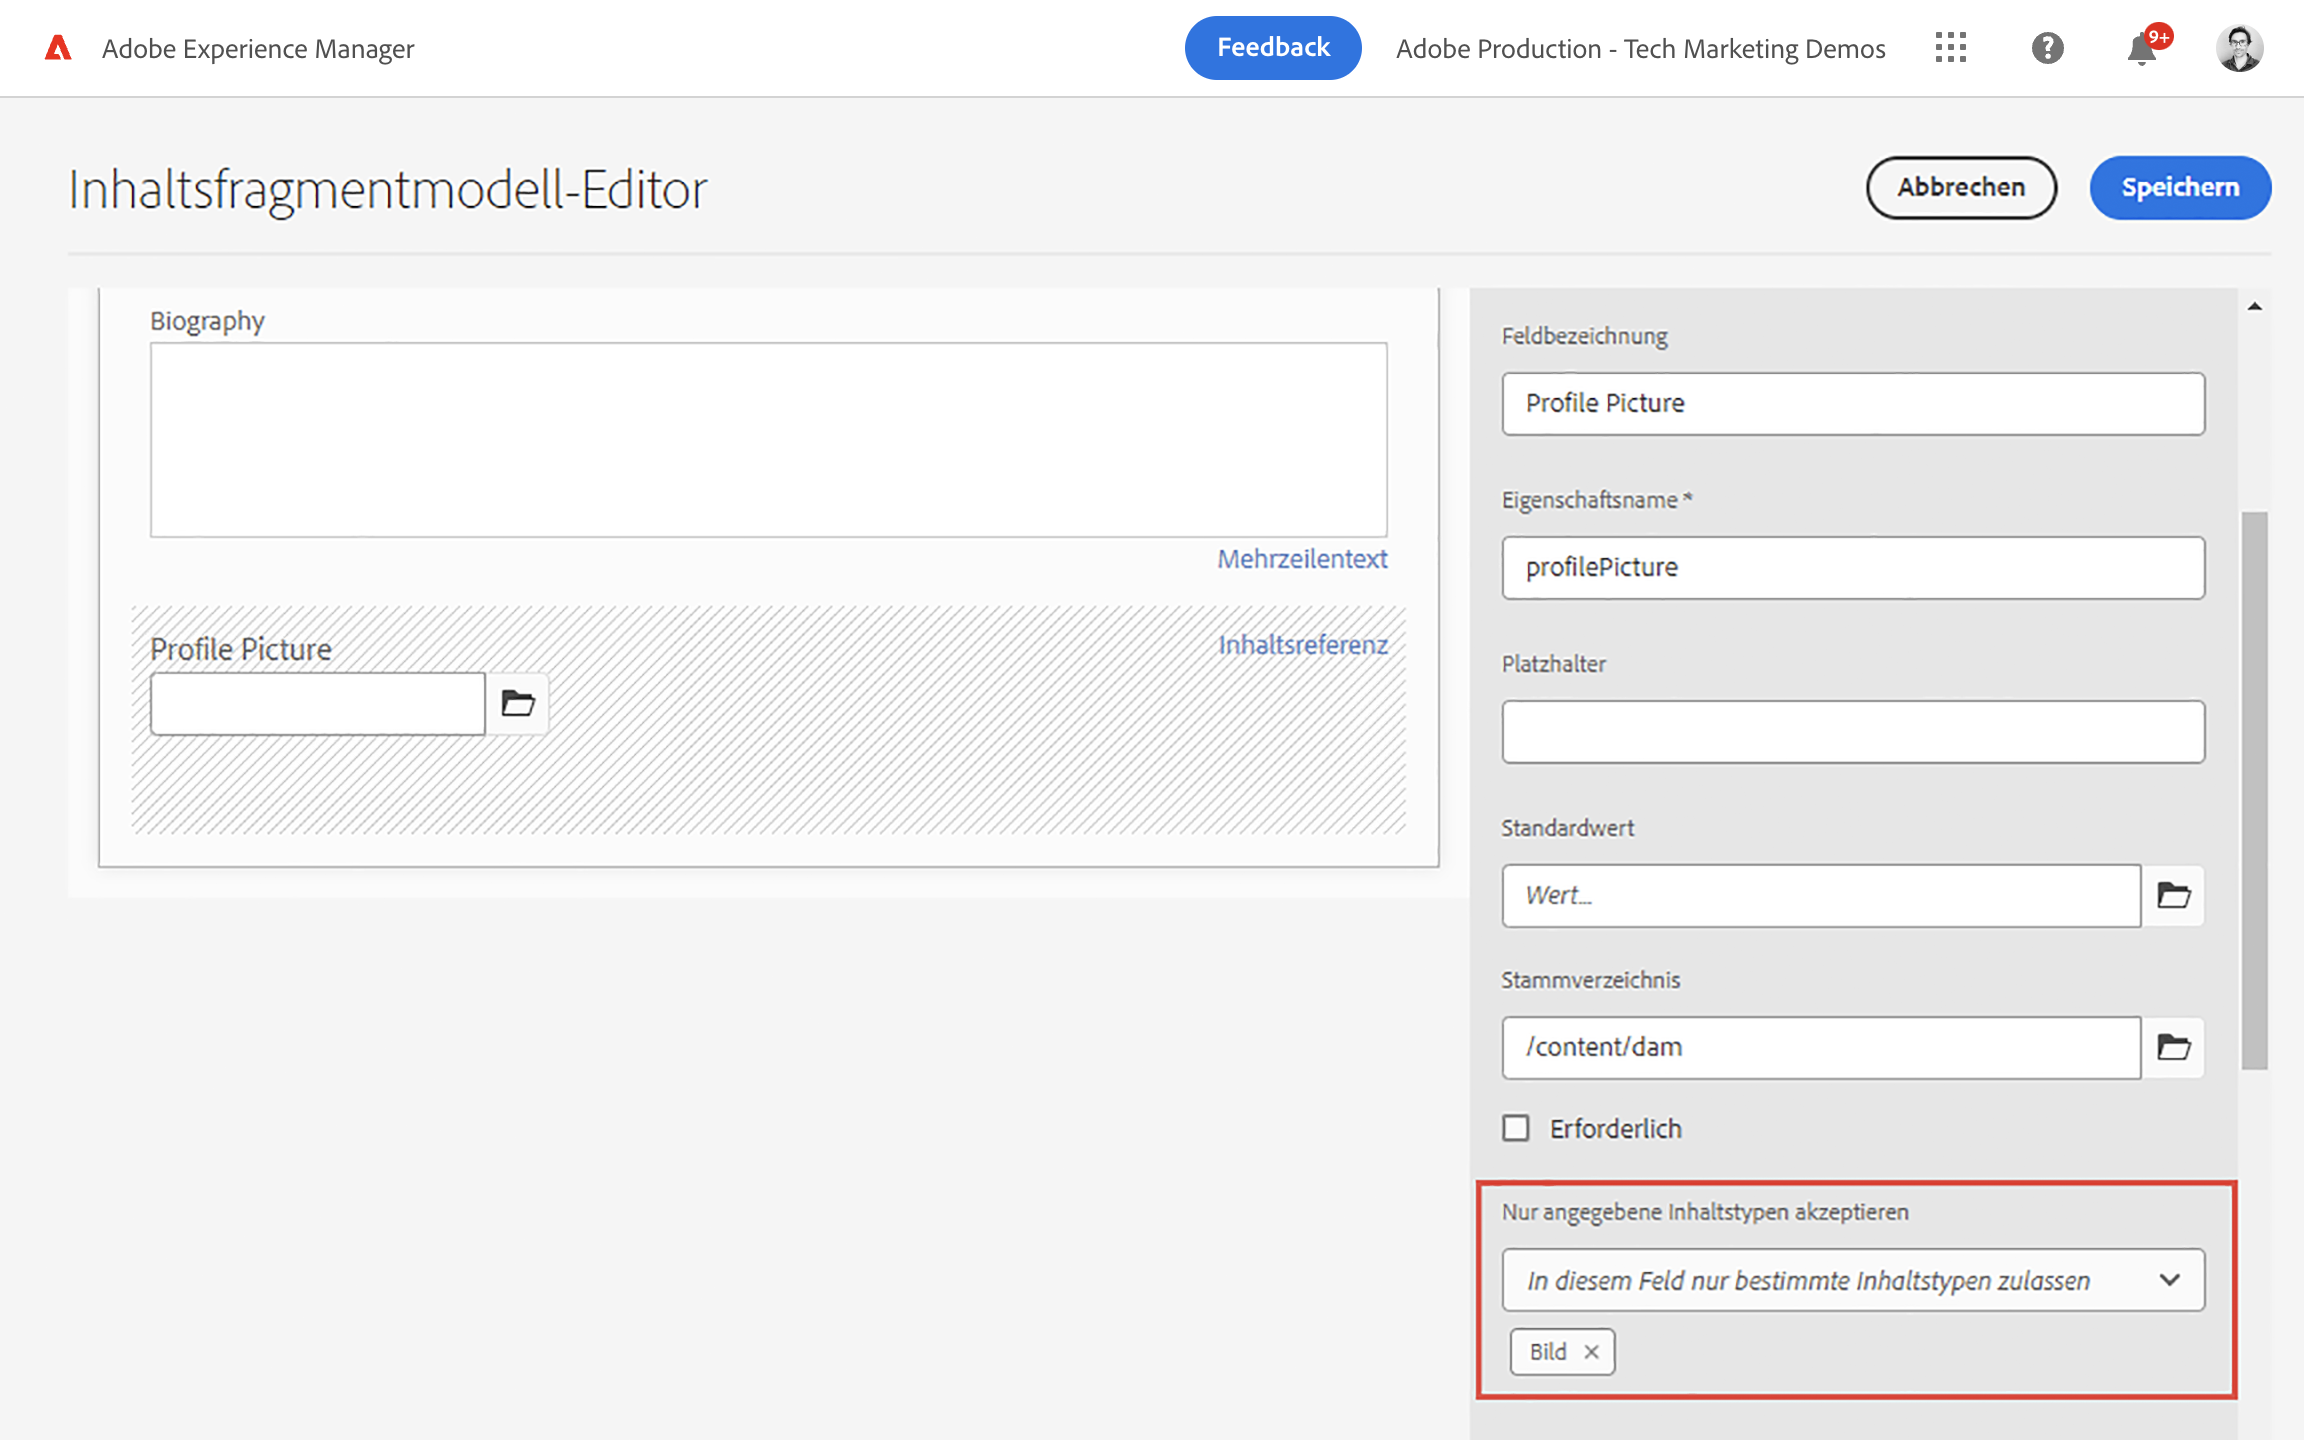 Adobe Experience Manager
Feedback
Adobe Production - Tech Marketing Demos
9+
Inhaltsfragmentmodell-Editor
Abbrechen
Speichern
Biography
Mehrzeilentext
Profile Picture
Inhaltsreferenz
Feldbezeichnung
Profile Picture
Eigenschaftsname *
profilePicture
Platzhalter
Standardwert
Wert...
Stammverzeichnis
/content/dam
Erforderlich
Nur angegebene Inhaltstypen akzeptieren
In diesem Feld nur bestimmte Inhaltstypen zulassen
Bild